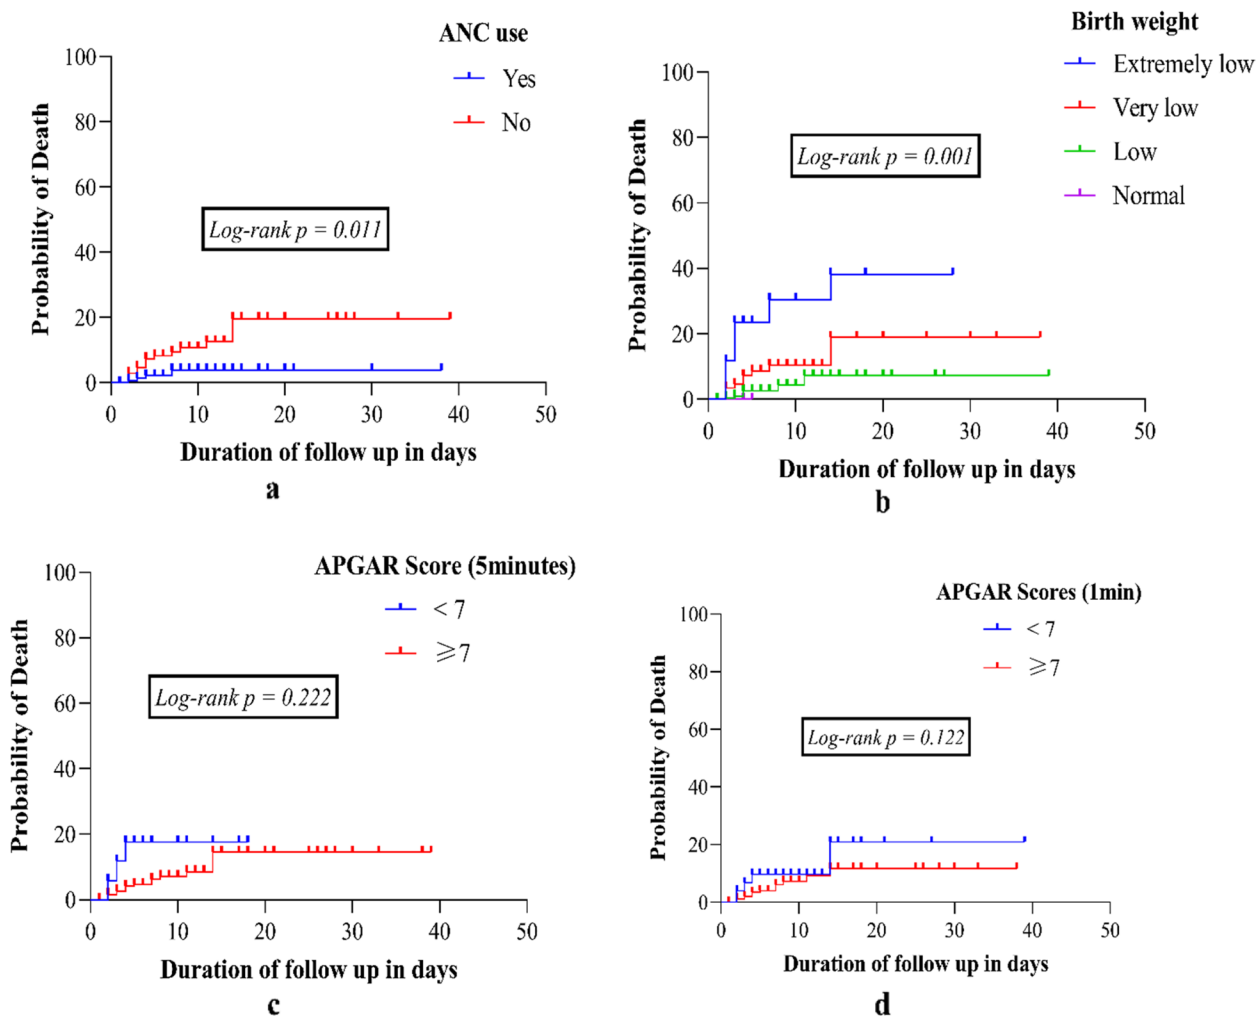 ANC use
Yes
No
100
80
60
40
20
0
Probability of Death
Log-rank p = 0.011
0 10 20 30 40 50
Duration of follow up in days
a
Birth weight
Extremely low
Very low
Low
Normal
100
80
60
40
20
0
Probability of Death
Log-rank p = 0.001
0 10 20 30 40 50
Duration of follow up in days
b
APGAR Score (5minutes)
< 7
⩾7
100
80
60
40
20
0
Probability of Death
Log-rank p = 0.222
0 10 20 30 40 50
Duration of follow up in days
c
APGAR Scores (1min)
< 7
⩾7
100
80
60
40
20
0
Probability of Death
Log-rank p = 0.122
0 10 20 30 40 50
Duration of follow up in days
d